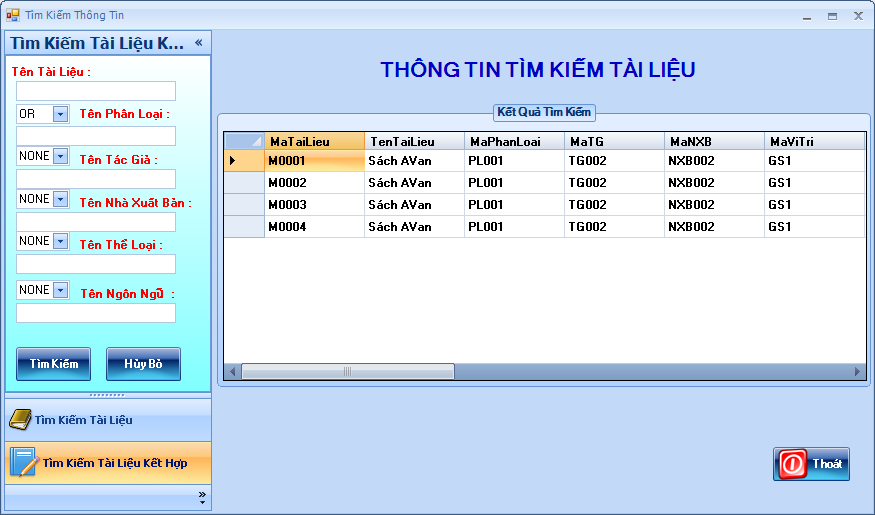 Tìm Kiếm Thông Tin
Tìm Kiếm Tài Liệu K... «
Tên Tài Liệu :
OR Tên Phân Loại :
NONE Tên Tác Giả :
NONE Tên Nhà Xuất Bản :
NONE Tên Thể Loại :
NONE Tên Ngôn Ngữ :
Tìm Kiếm Hủy Bỏ
Tìm Kiếm Tài Liệu
Tìm Kiếm Tài Liệu Kết Hợp
»
THÔNG TIN TÌM KIẾM TÀI LIỆU
Kết Quả Tìm Kiếm
MaTaiLieu TenTaiLieu MaPhanLoai MaTG MaNXB MaViTri
M0001 Sách AVan PL001 TG002 NXB002 GS1
M0002 Sách AVan PL001 TG002 NXB002 GS1
M0003 Sách AVan PL001 TG002 NXB002 GS1
M0004 Sách AVan PL001 TG002 NXB002 GS1
Thoát